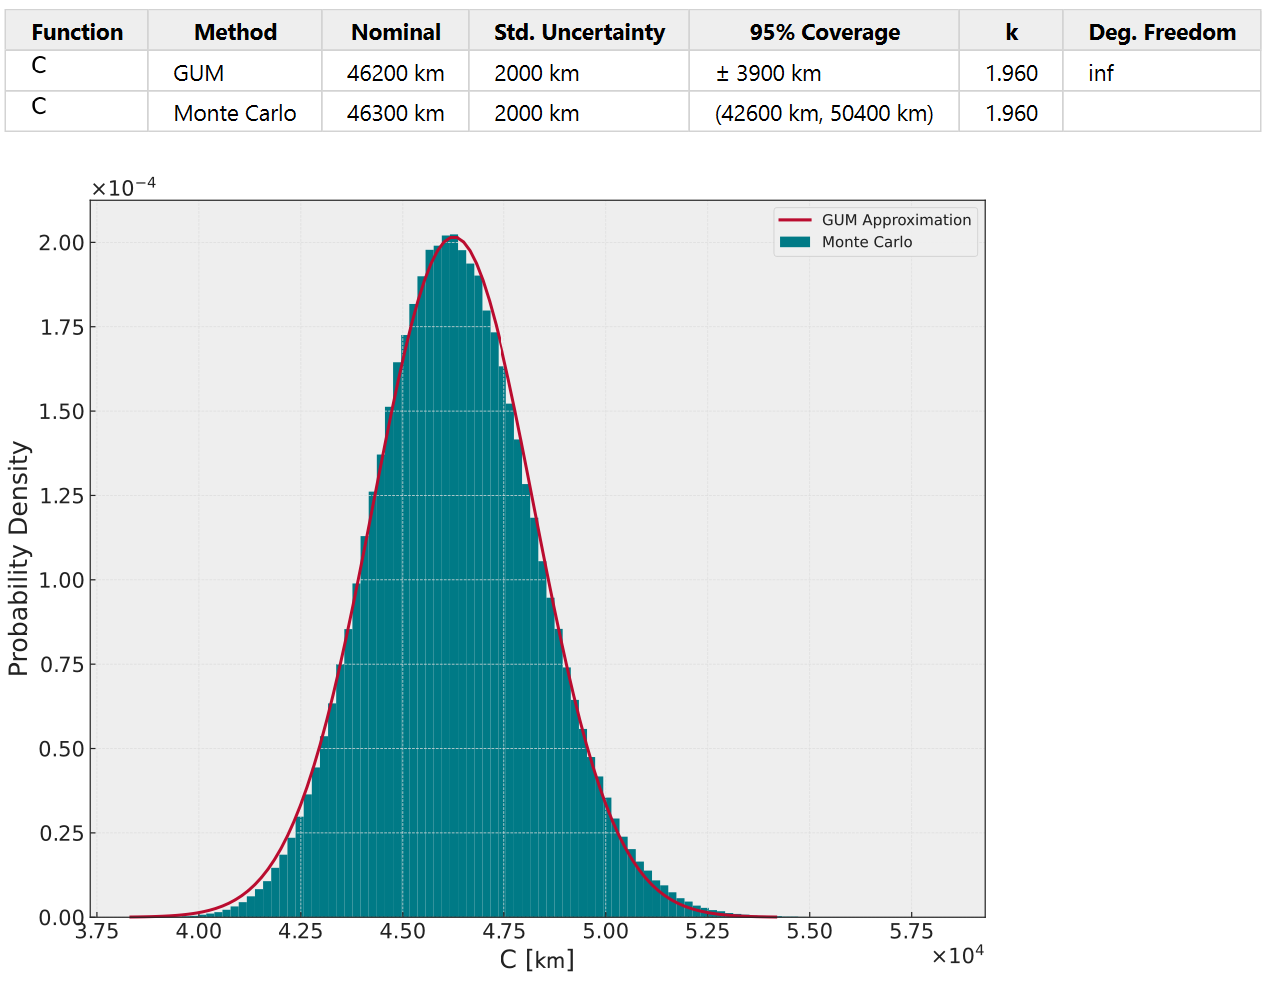 Function Method Nominal Std. Uncertainty 95% Coverage k Deg. Freedom
C GUM 46200 km 2000 km ± 3900 km 1.960 inf
C Monte Carlo 46300 km 2000 km (42600 km, 50400 km) 1.960
×10⁻⁴
GUM Approximation
Monte Carlo
2.00
1.75
1.50
1.25
1.00
0.75
0.50
0.25
0.00
Probability Density
3.75 4.00 4.25 4.50 4.75 5.00 5.25 5.50 5.75
×10⁴
C [km]